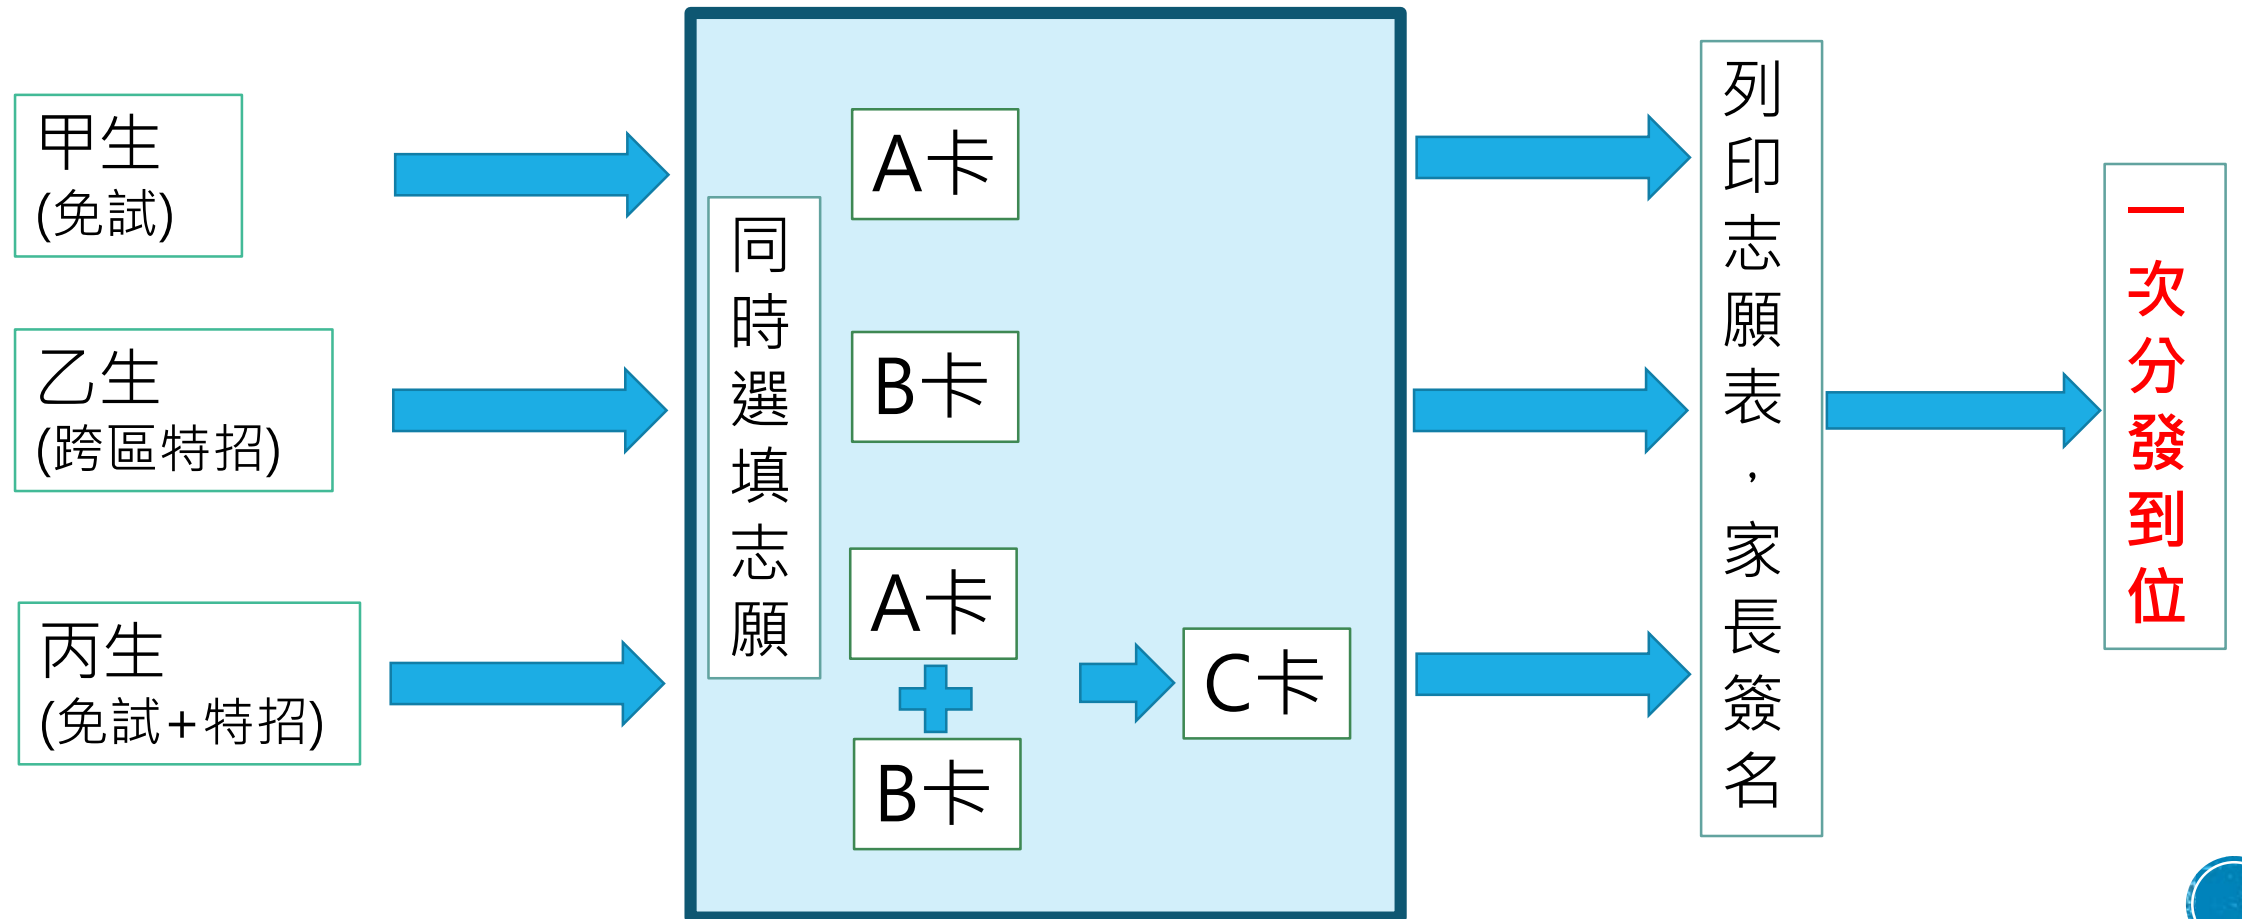 甲生
(免試)
乙生
(跨區特招)
丙生
(免試+特招)
同時選填志願
A卡
B卡
A卡
B卡
C卡
列印志願表，家長簽名
一次分發到位